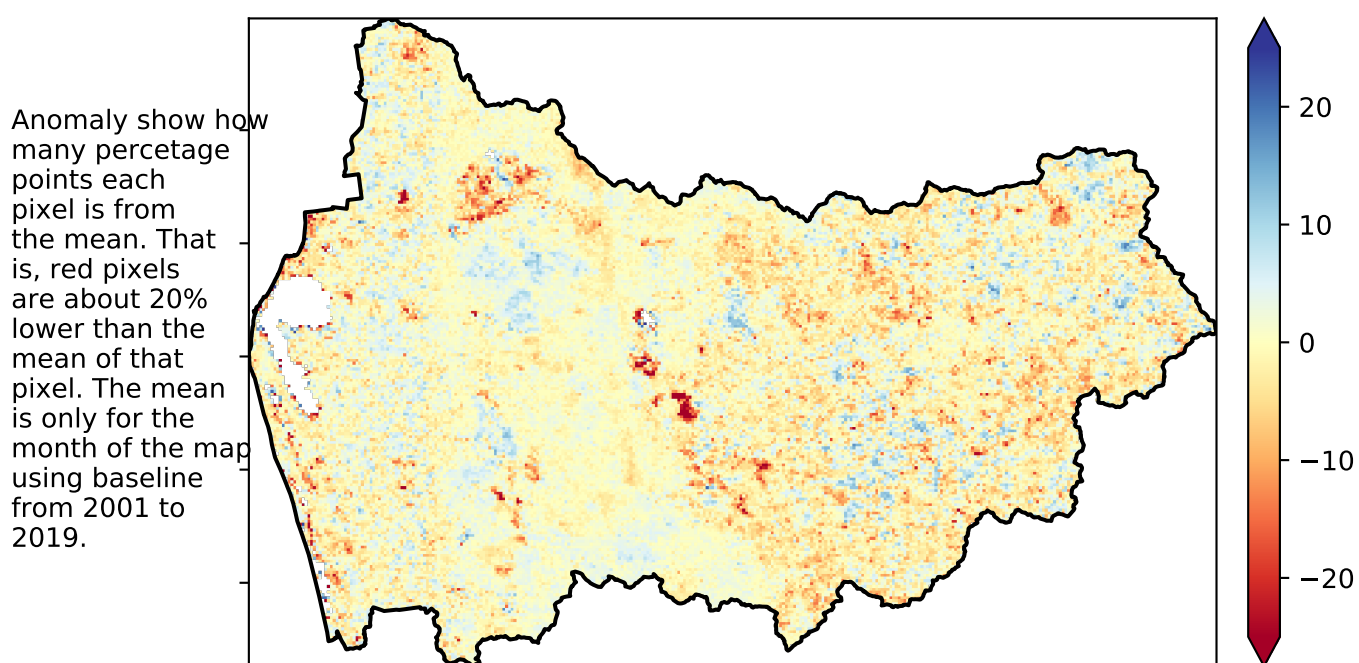 Anomaly show how
many percetage
points each
pixel is from
the mean. That
is, red pixels
are about 20%
lower than the
mean of that
pixel. The mean
is only for the
month of the map
using baseline
from 2001 to
2019.
20
10
0
−10
−20